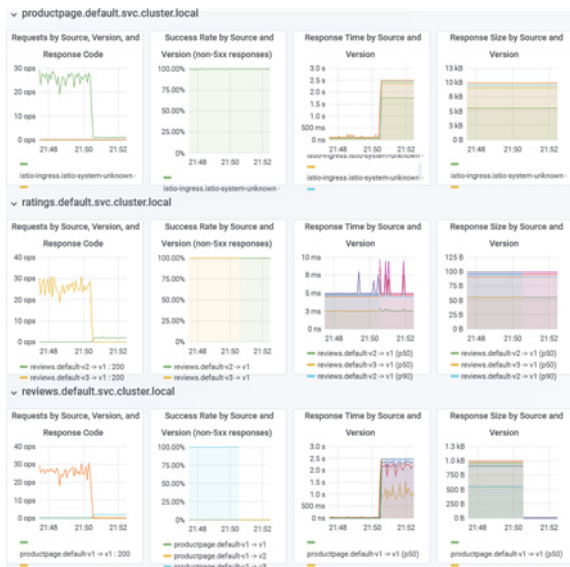 productpage.default.svc.cluster.local
Requests by Source, Version, and
Response Code
30 ops
20 ops
10 ops
0 ops
21:48 21:50 21:52
istio-ingress.istio-system-unknown -
Success Rate by Source and
Version (non-5xx responses)
100.00%
75.00%
50.00%
25.00%
0%
21:48 21:50 21:52
istio-ingress.istio-system-unknown
Response Time by Source and
Version
3.0 s
2.5 s
2.0 s
1.5 s
1.0 s
500 ms
0 ns
21:48 21:50 21:52
istio-ingress.istio-system-unknown -
istio-ingress.istio-system-unknown -
Response Size by Source and
Version
13 kB
10 kB
8 kB
5 kB
3 kB
0 B
21:48 21:50 21:52
istio-ingress.istio-system-unknown -
ratings.default.svc.cluster.local
Requests by Source, Version, and
Response Code
40 ops
30 ops
20 ops
10 ops
0 ops
21:48 21:50 21:52
reviews.default-v2 -> v1 : 200
reviews.default-v3 -> v1 : 200
Success Rate by Source and
Version (non-5xx responses)
100.00%
75.00%
50.00%
25.00%
0%
21:48 21:50 21:52
reviews.default-v2 -> v1
reviews.default-v3 -> v1
Response Time by Source and
Version
10 ms
8 ms
5 ms
3 ms
0 ns
21:48 21:50 21:52
reviews.default-v2 -> v1 (p50)
reviews.default-v3 -> v1 (p50)
reviews.default-v2 -> v1 (p90)
Response Size by Source and
Version
125 B
100 B
75 B
50 B
25 B
0 B
21:48 21:50 21:52
reviews.default-v2 -> v1 (p50)
reviews.default-v3 -> v1 (p50)
reviews.default-v2 -> v1 (p90)
reviews.default.svc.cluster.local
Requests by Source, Version, and
Response Code
40 ops
30 ops
20 ops
10 ops
0 ops
21:48 21:50 21:52
productpage.default-v1 -> v1 : 200
Success Rate by Source and
Version (non-5xx responses)
100.00%
75.00%
50.00%
25.00%
0%
21:48 21:50 21:52
productpage.default-v1 -> v1
productpage.default-v1 -> v2
productpage.default-v1 -> v3
Response Time by Source and
Version
3.0 s
2.5 s
2.0 s
1.5 s
1.0 s
500 ms
0 ns
21:48 21:50 21:52
productpage.default-v1 -> v1 (p50)
Response Size by Source and
Version
1.3 kB
1.0 kB
750 B
500 B
250 B
0 B
21:48 21:50 21:52
productpage.default-v1 -> v1 (p50)